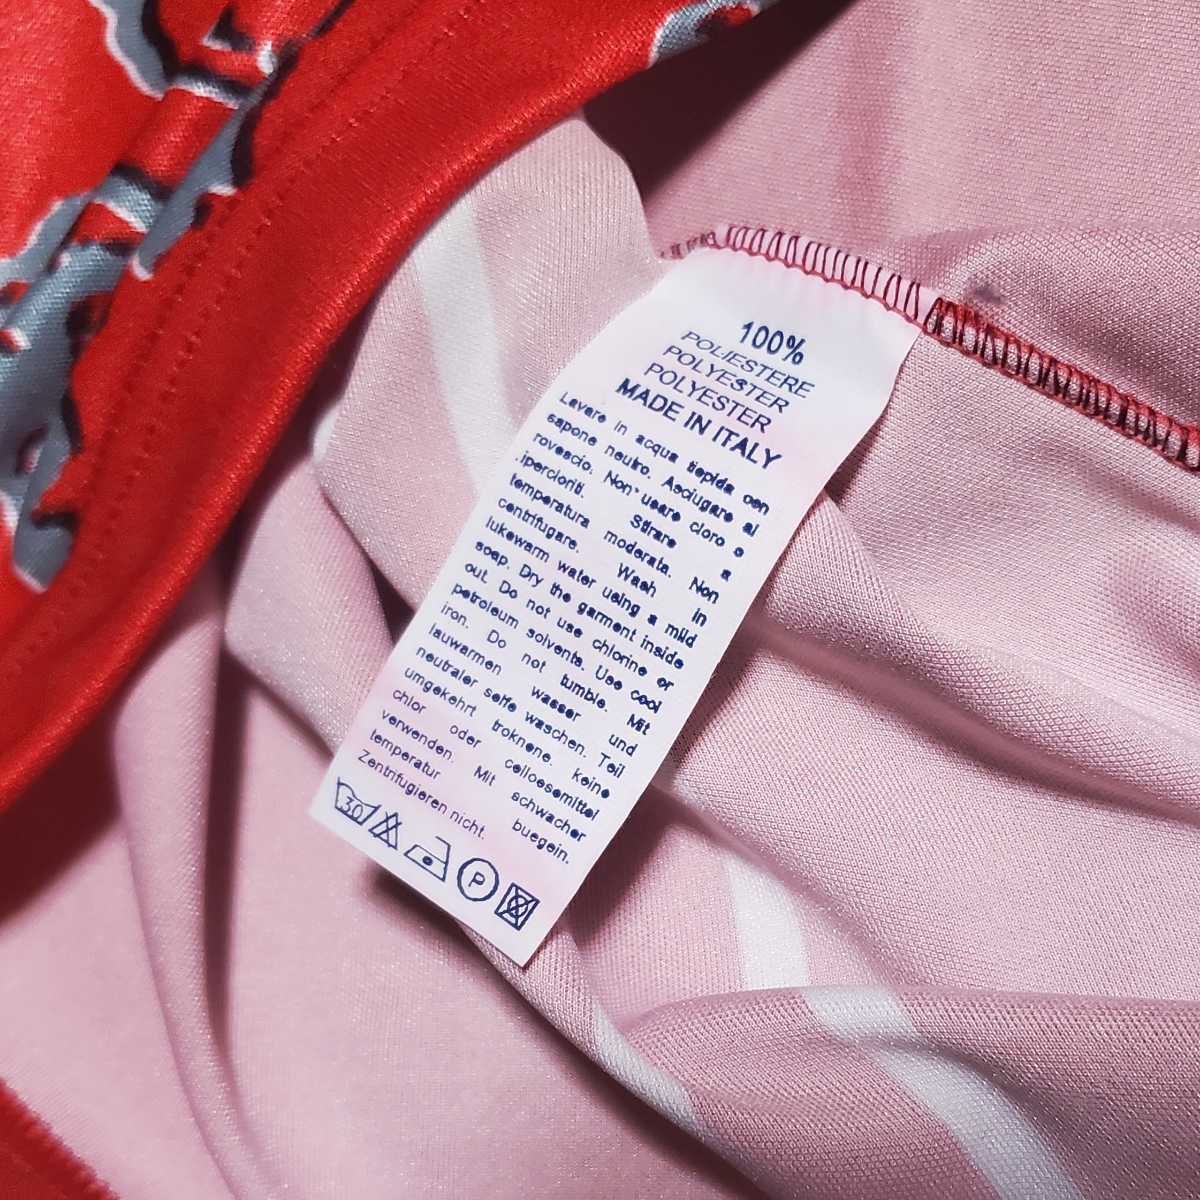 100%
POLIESTERE
POLYESTER
POLYESTER
MADE IN ITALY
Lavare in acqua tiepida con
sapone neutro. Asciugare al
rovescio. Non usare cloro o
ipercloriti. Stirare a
temperatura moderata. Non
centrifugare. Wash in
lukewarm water using a mild
soap. Dry the garment inside
out. Do not use chlorine or
petroleum solvents. Use cool
iron. Do not tumble. Mit
lauwarmen wasser und
neutraler seife waschen. Teil
umgekehrt troknene. keine
chlor oder celloesemittel
verwenden. Mit schwacher
temperatur buegein.
Zentrifugieren nicht.
30
P